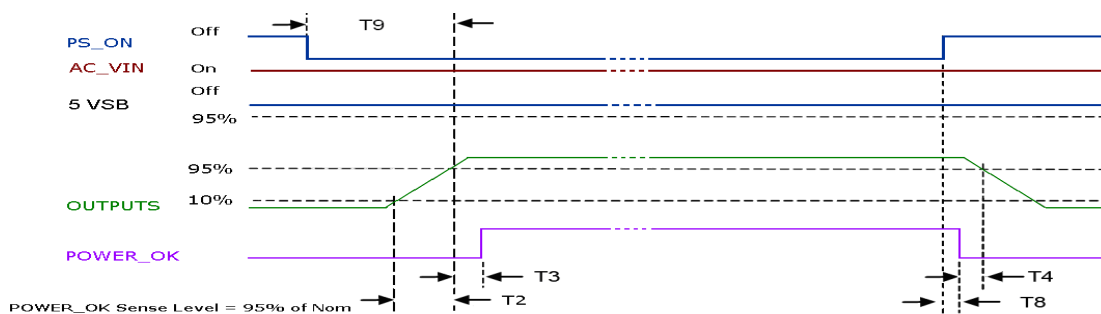 T9
Off
PS_ON
AC_VIN On
Off
5 VSB
95%
95%
10%
OUTPUTS
POWER_OK
T3 T4
T2 T8
POWER_OK Sense Level = 95% of Nom